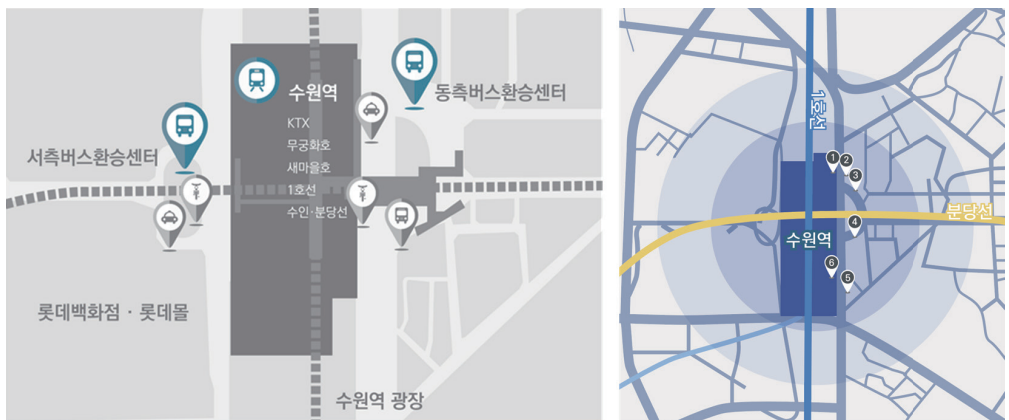 수원역
KTX
무궁화호
새마을호
1호선
수인·분당선
동측버스환승센터
서측버스환승센터
롯데백화점 · 롯데몰
수원역 광장
1호선
1
2
3
분당선
4
수원역
6
5